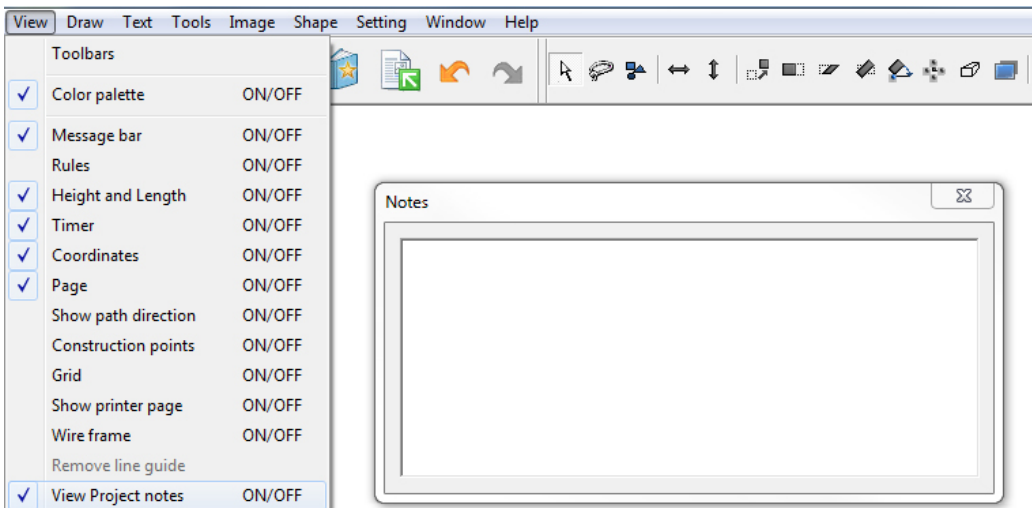 View Draw Text Tools Image Shape Setting Window Help
Toolbars
Color palette ON/OFF
Message bar ON/OFF
Rules ON/OFF
Height and Length ON/OFF
Timer ON/OFF
Coordinates ON/OFF
Page ON/OFF
Show path direction ON/OFF
Construction points ON/OFF
Grid ON/OFF
Show printer page ON/OFF
Wire frame ON/OFF
Remove line guide
View Project notes ON/OFF
Notes